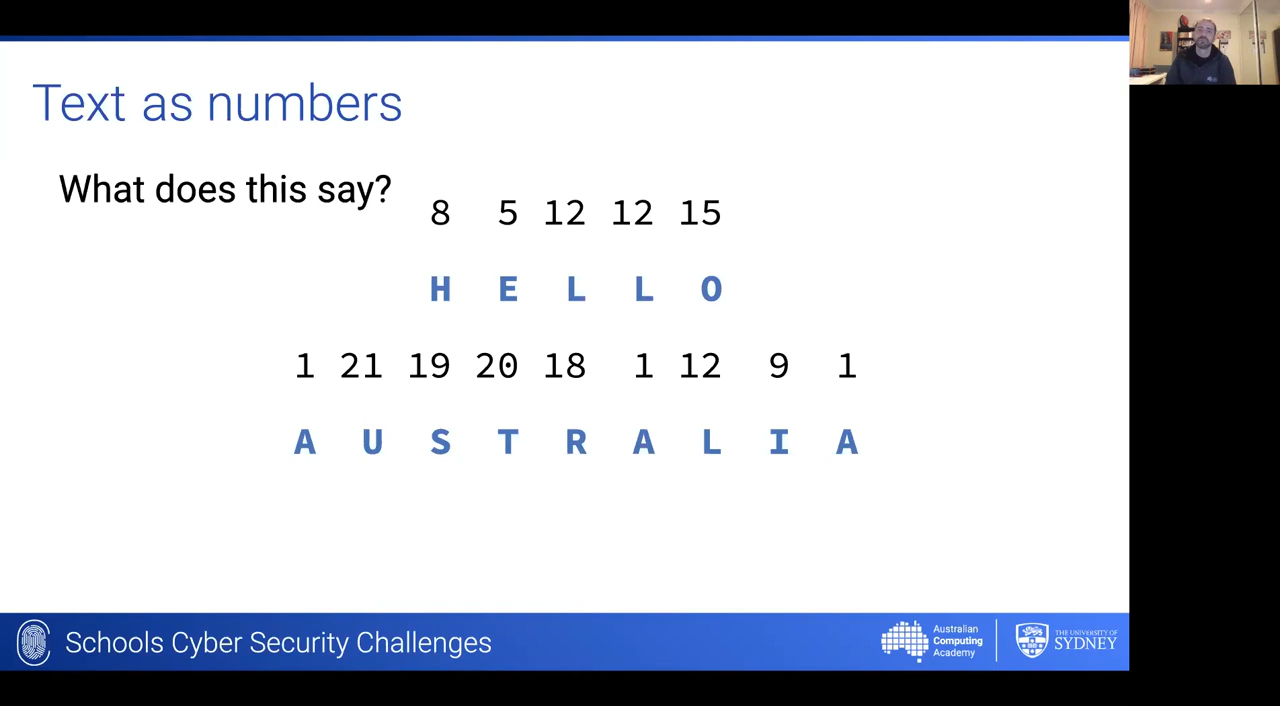 Text as numbers
What does this say?
8 5 12 12 15
H E L L O
1 21 19 20 18 1 12 9 1
A U S T R A L I A
Schools Cyber Security Challenges
Australian
Computing
Academy
THE UNIVERSITY OF
SYDNEY